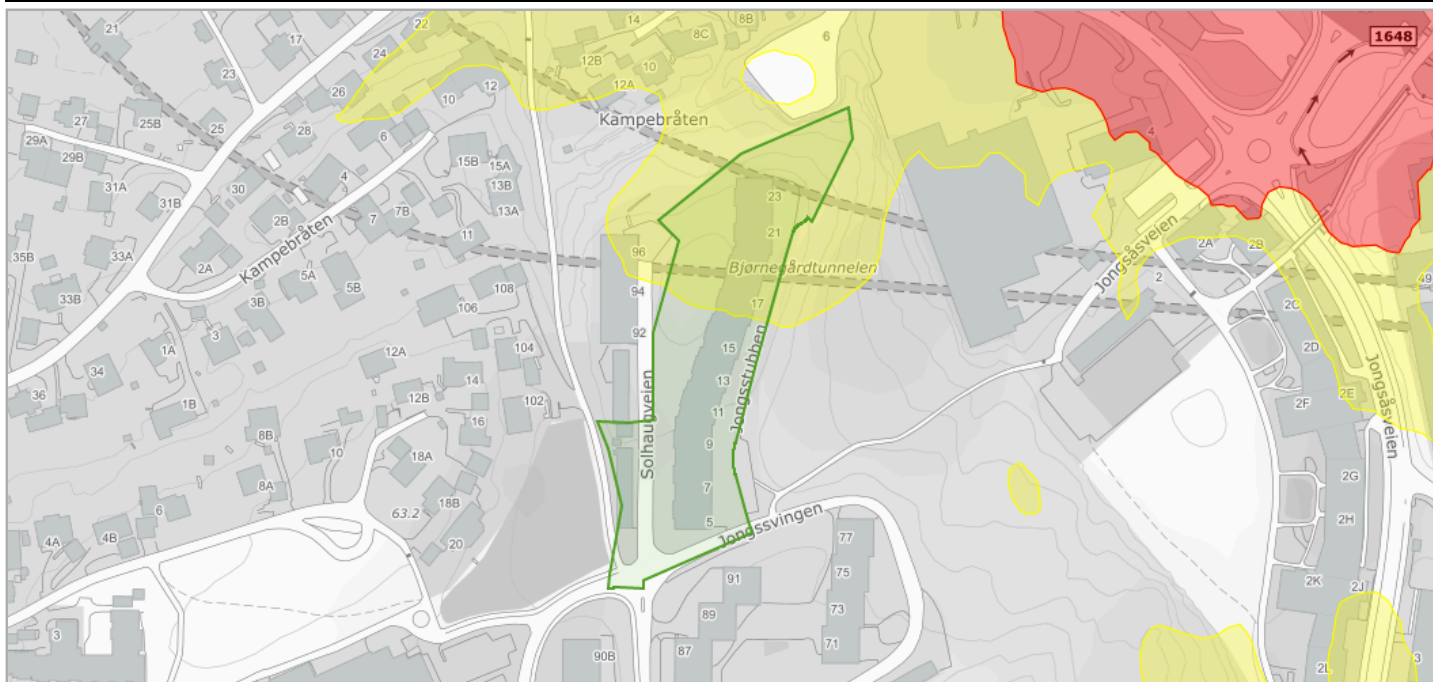 22
21
17
24
14
8B
6
1648
8C
12B
10
23
26
10
12
12A
27
25B
25
28
6
Kampebråten
4
29A
29B
15B
15A
31A
30
4
13B
23
31B
7B
13A
2B
7
11
21
Jongsåsveien
2A
2B
35B
33A
2A
Kampebråten
96
Bjørnegårdtunnelen
2
49
33B
5A
5B
108
94
17
3B
106
92
2C
3
104
15
2D
1A
12A
34
14
13
Jongsstubben
Jongsåsveien
36
12B
102
Solhaugveien
11
2E
2F
1B
16
8B
10
9
18A
2G
8A
7
6
18B
63.2
5
Jongssvingen
2H
4A
4B
20
77
91
75
2K
2J
3
89
73
90B
87
71
2L
3